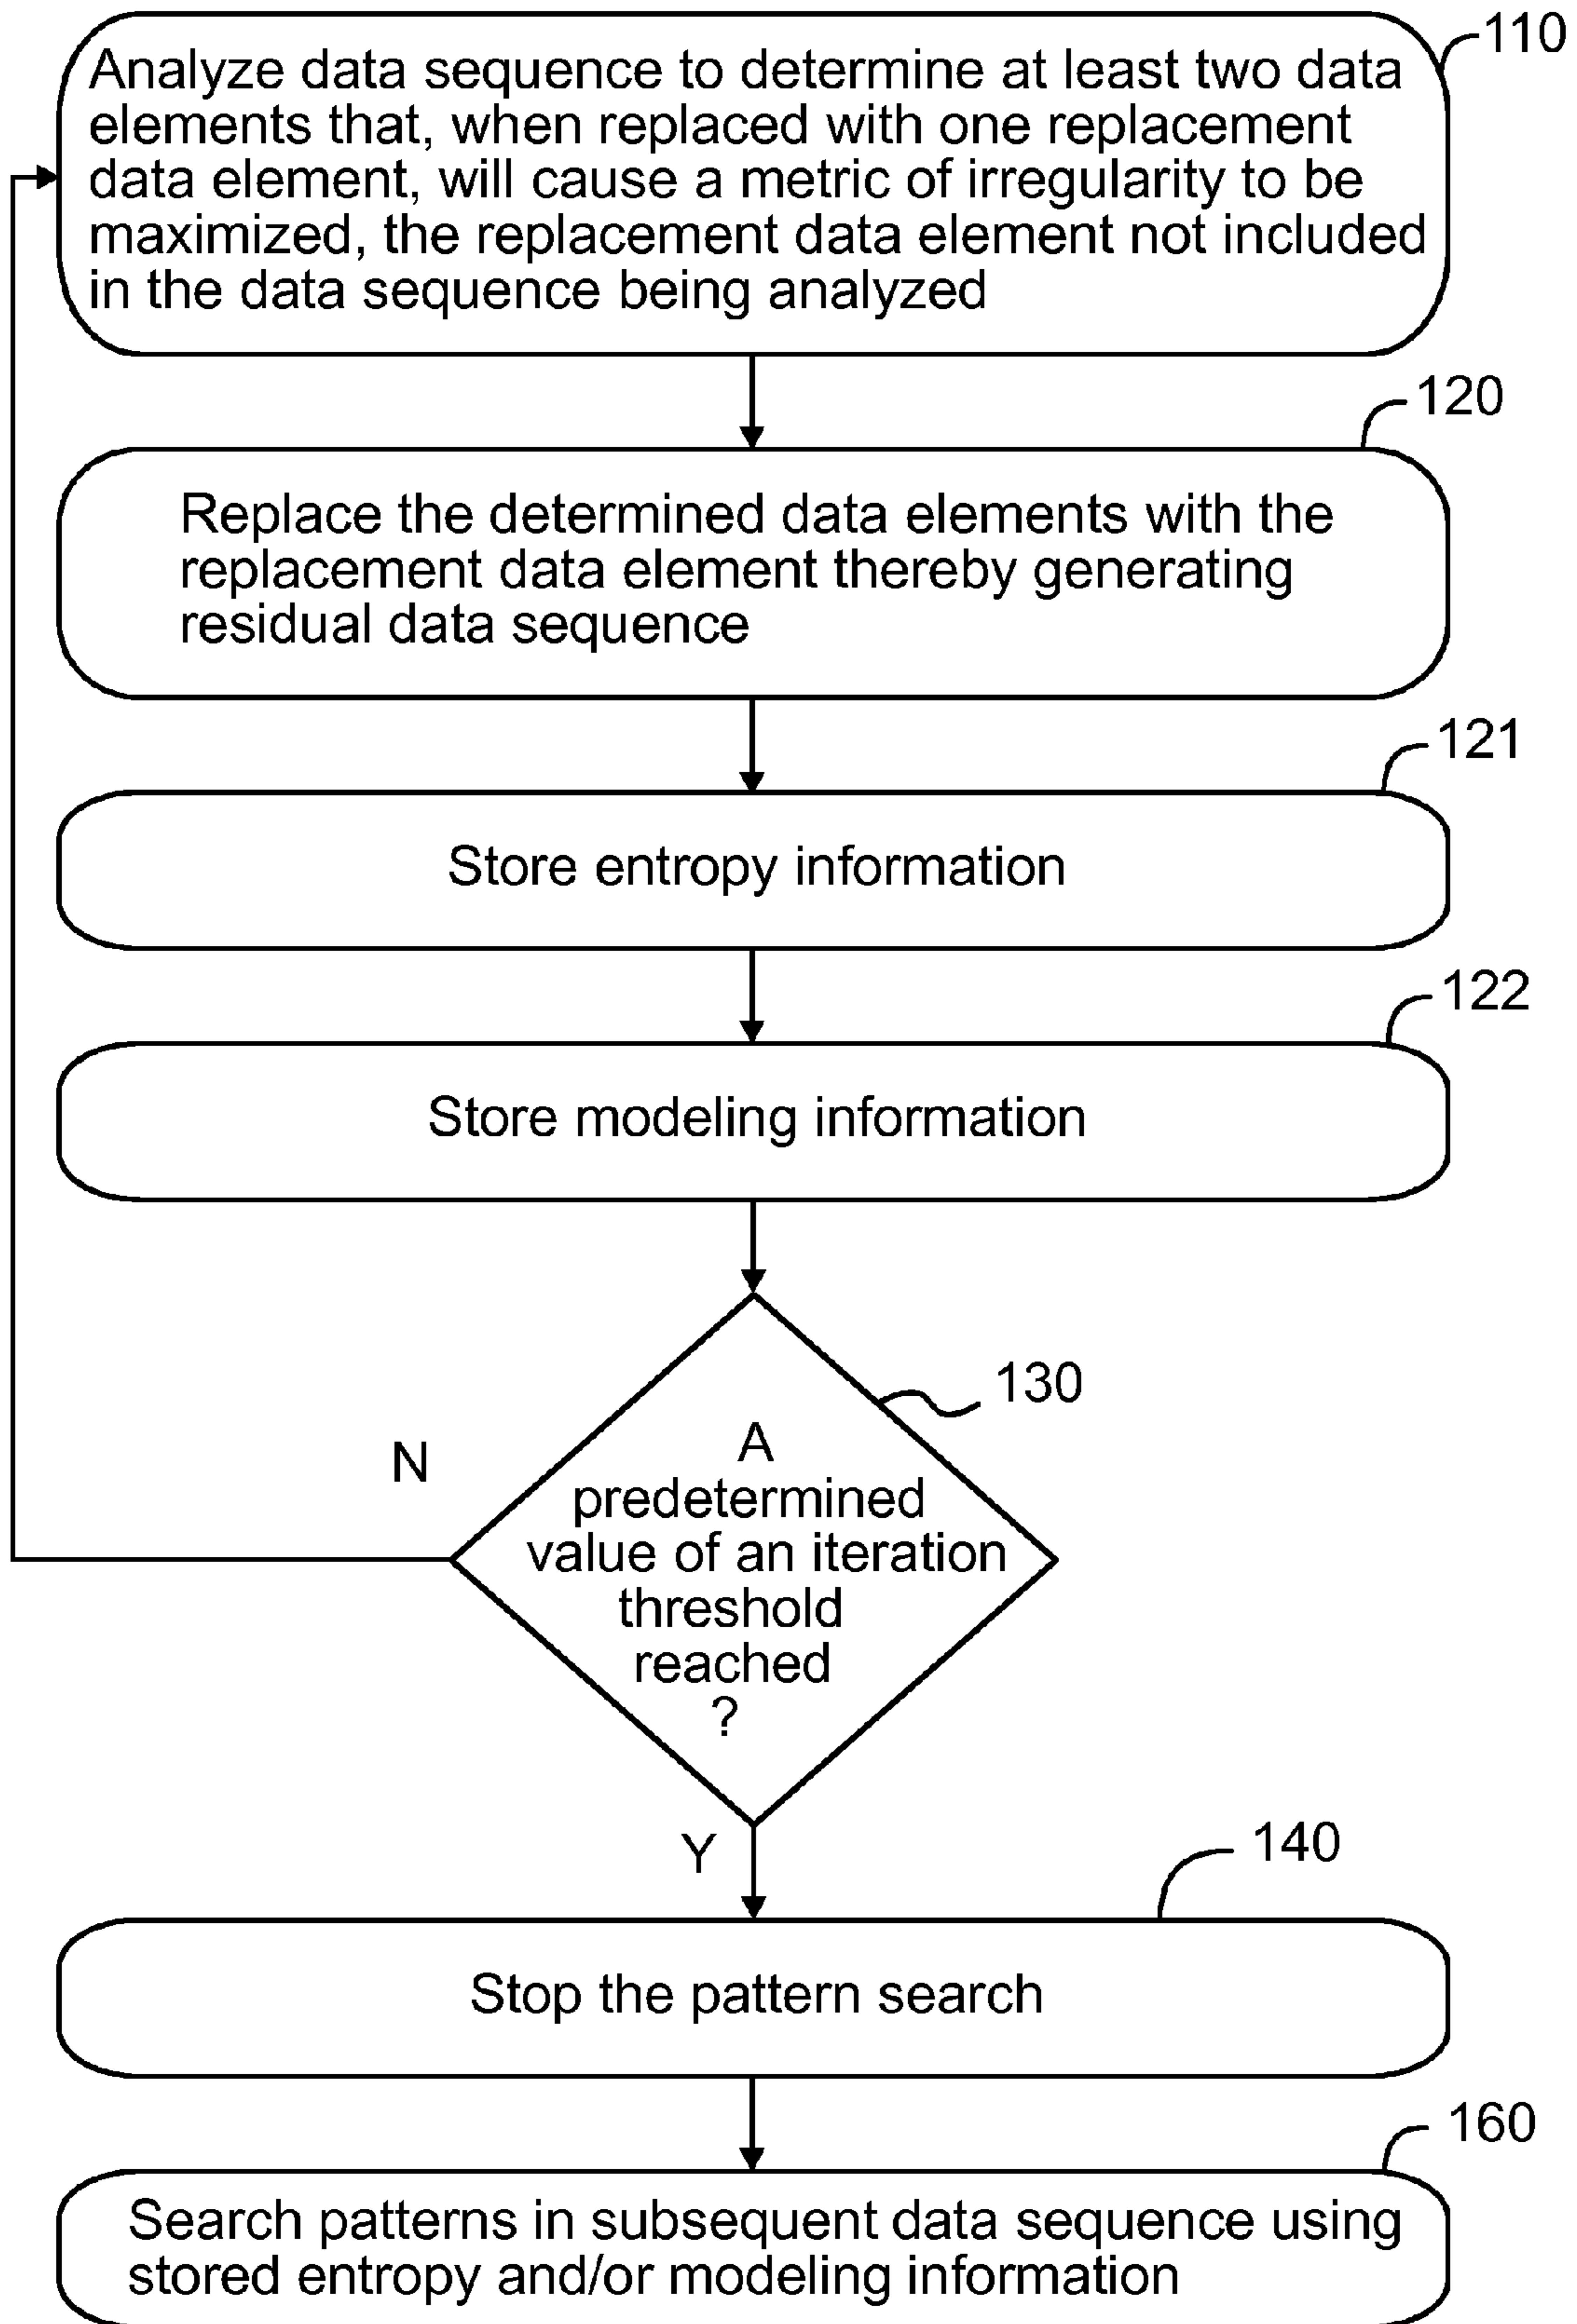 110
Analyze data sequence to determine at least two data
elements that, when replaced with one replacement
data element, will cause a metric of irregularity to be
maximized, the replacement data element not included
in the data sequence being analyzed
120
Replace the determined data elements with the
replacement data element thereby generating
residual data sequence
121
Store entropy information
122
Store modeling information
130
N
A
predetermined
value of an iteration
threshold
reached
?
Y
140
Stop the pattern search
160
Search patterns in subsequent data sequence using
stored entropy and/or modeling information